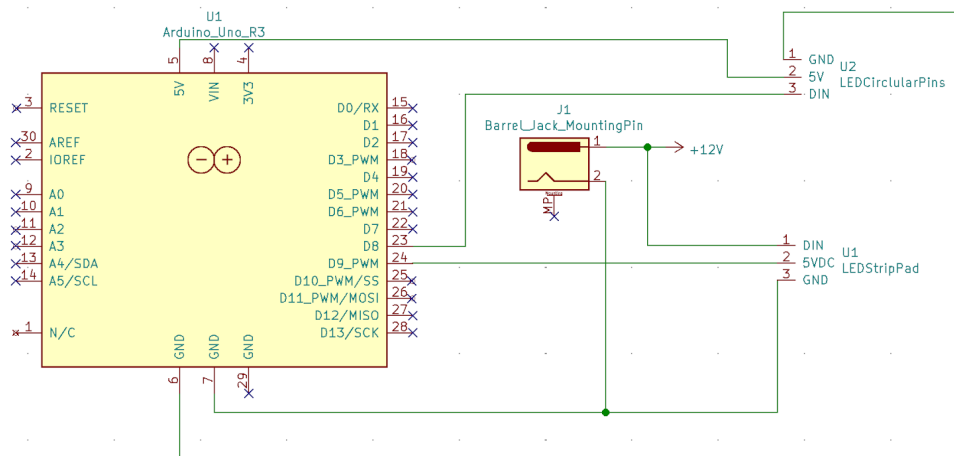 U1
Arduino_Uno_R3
5 8 4
5V VIN 3V3
3 RESET
30 AREF
2 IOREF
9 A0
10 A1
11 A2
12 A3
13 A4/SDA
14 A5/SCL
1 N/C
D0/RX 15
D1 16
D2 17
D3_PWM 18
D4 19
D5_PWM 20
D6_PWM 21
D7 22
D8 23
D9_PWM 24
D10_PWM/SS 25
D11_PWM/MOSI 26
D12/MISO 27
D13/SCK 28
GND GND GND
6 7 29
J1
Barrel_Jack_MountingPin
1
2
MP
+12V
1 GND
2 5V
3 DIN
U2
LEDCirclularPins
1 DIN
2 5VDC
3 GND
U1
LEDStripPad